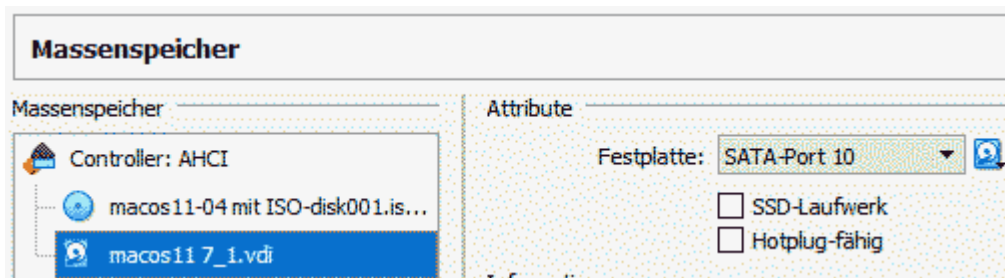 Massenspeicher
Massenspeicher
Attribute
Controller: AHCI
Festplatte: SATA-Port 10
macos11-04 mit ISO-disk001.is...
SSD-Laufwerk
macos11 7_1.vdi
Hotplug-fähig